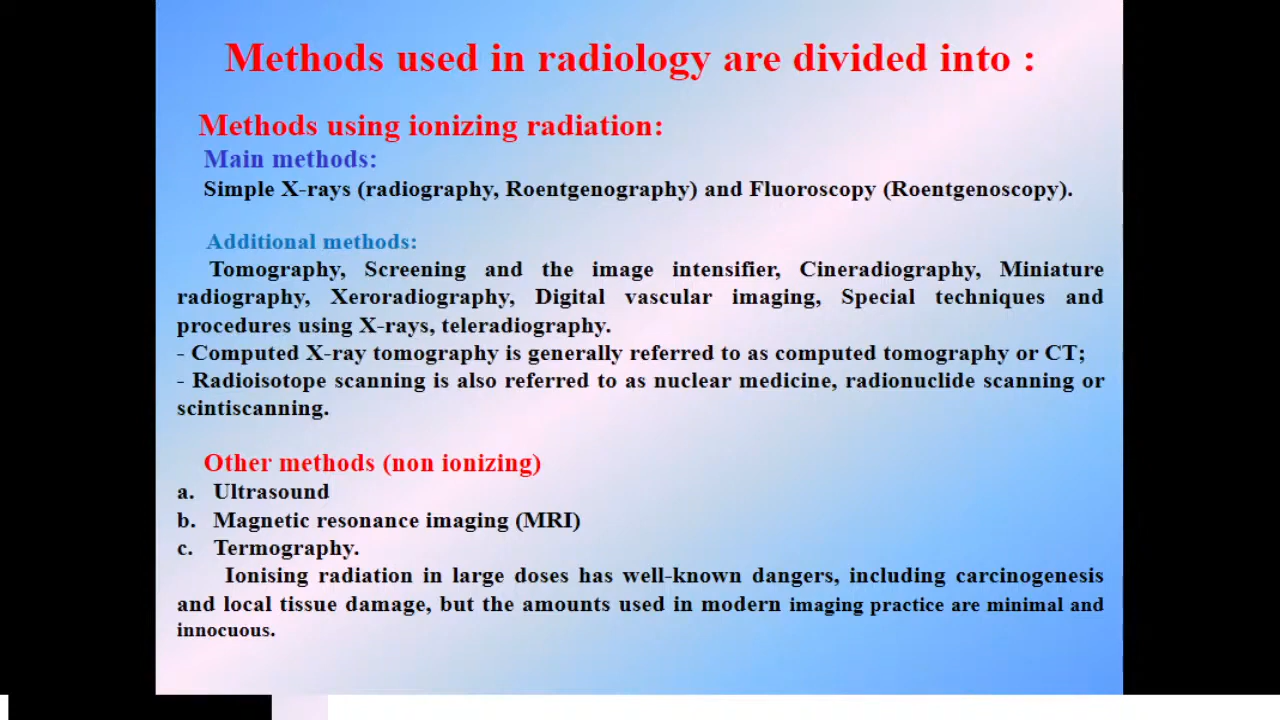 Methods used in radiology are divided into :
Methods using ionizing radiation:
Main methods:
Simple X-rays (radiography, Roentgenography) and Fluoroscopy (Roentgenoscopy).
Additional methods:
Tomography, Screening and the image intensifier, Cineradiography, Miniature
radiography, Xeroradiography, Digital vascular imaging, Special techniques and
procedures using X-rays, teleradiography.
- Computed X-ray tomography is generally referred to as computed tomography or CT;
- Radioisotope scanning is also referred to as nuclear medicine, radionuclide scanning or
scintiscanning.
Other methods (non ionizing)
a. Ultrasound
b. Magnetic resonance imaging (MRI)
c. Termography.
Ionising radiation in large doses has well-known dangers, including carcinogenesis
and local tissue damage, but the amounts used in modern imaging practice are minimal and
innocuous.